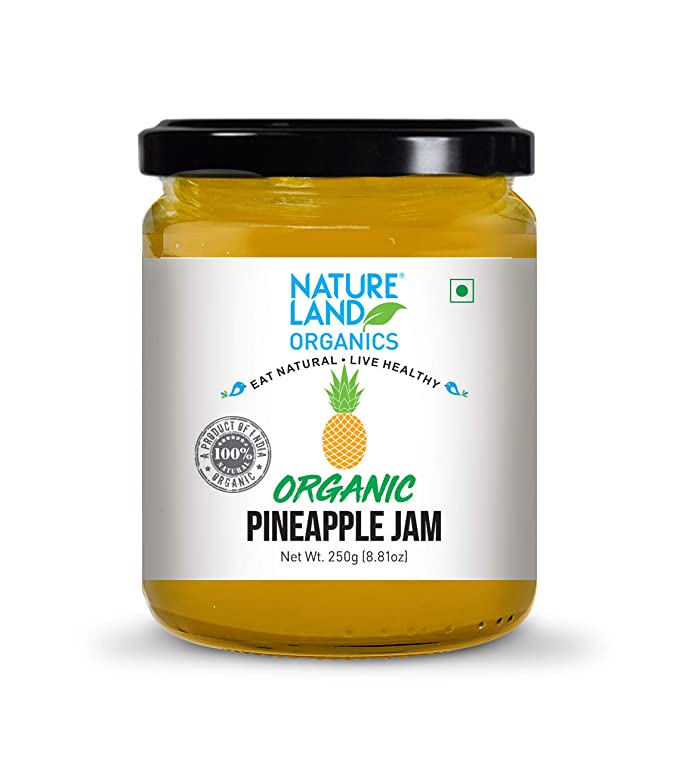 NATURE®
LAND
ORGANICS
EAT NATURAL • LIVE HEALTHY
A PRODUCT OF INDIA
100%
NATURAL
ORGANIC
ORGANIC
PINEAPPLE JAM
Net Wt. 250g (8.81oz)